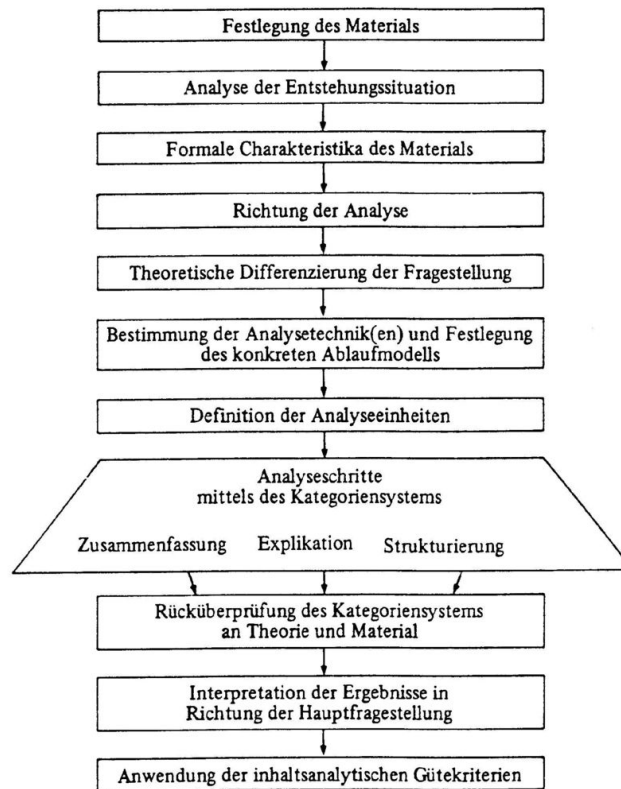 Festlegung des Materials
Analyse der Entstehungssituation
Formale Charakteristika des Materials
Richtung der Analyse
Theoretische Differenzierung der Fragestellung
Bestimmung der Analysetechnik(en) und Festlegung
des konkreten Ablaufmodells
Definition der Analyseeinheiten
Analyseschritte
mittels des Kategoriensystems
Zusammenfassung Explikation Strukturierung
Rücküberprüfung des Kategoriensystems
an Theorie und Material
Interpretation der Ergebnisse in
Richtung der Hauptfragestellung
Anwendung der inhaltsanalytischen Gütekriterien